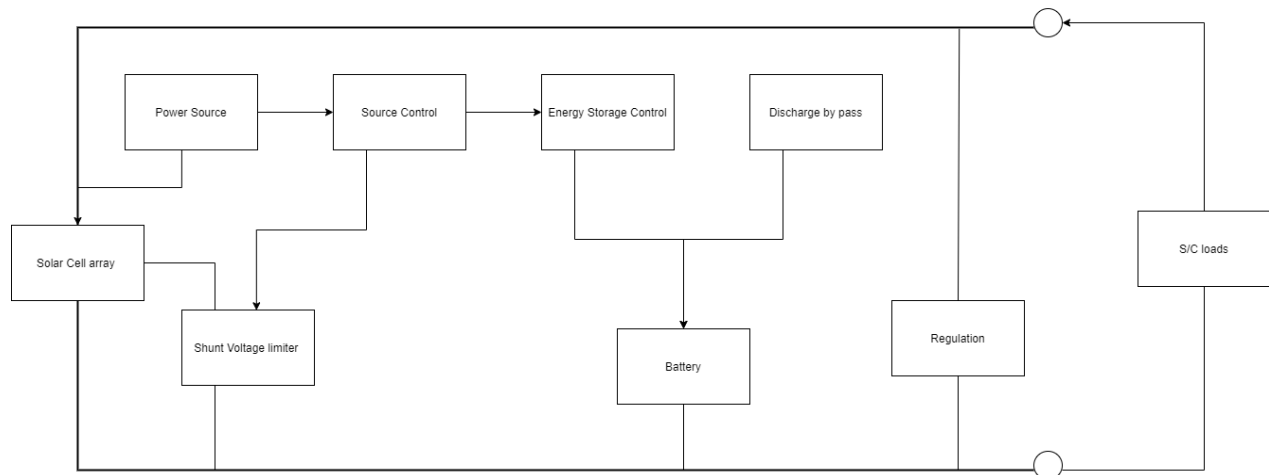 Power Source
Source Control
Energy Storage Control
Discharge by pass
Solar Cell array
S/C loads
Shunt Voltage limiter
Battery
Regulation